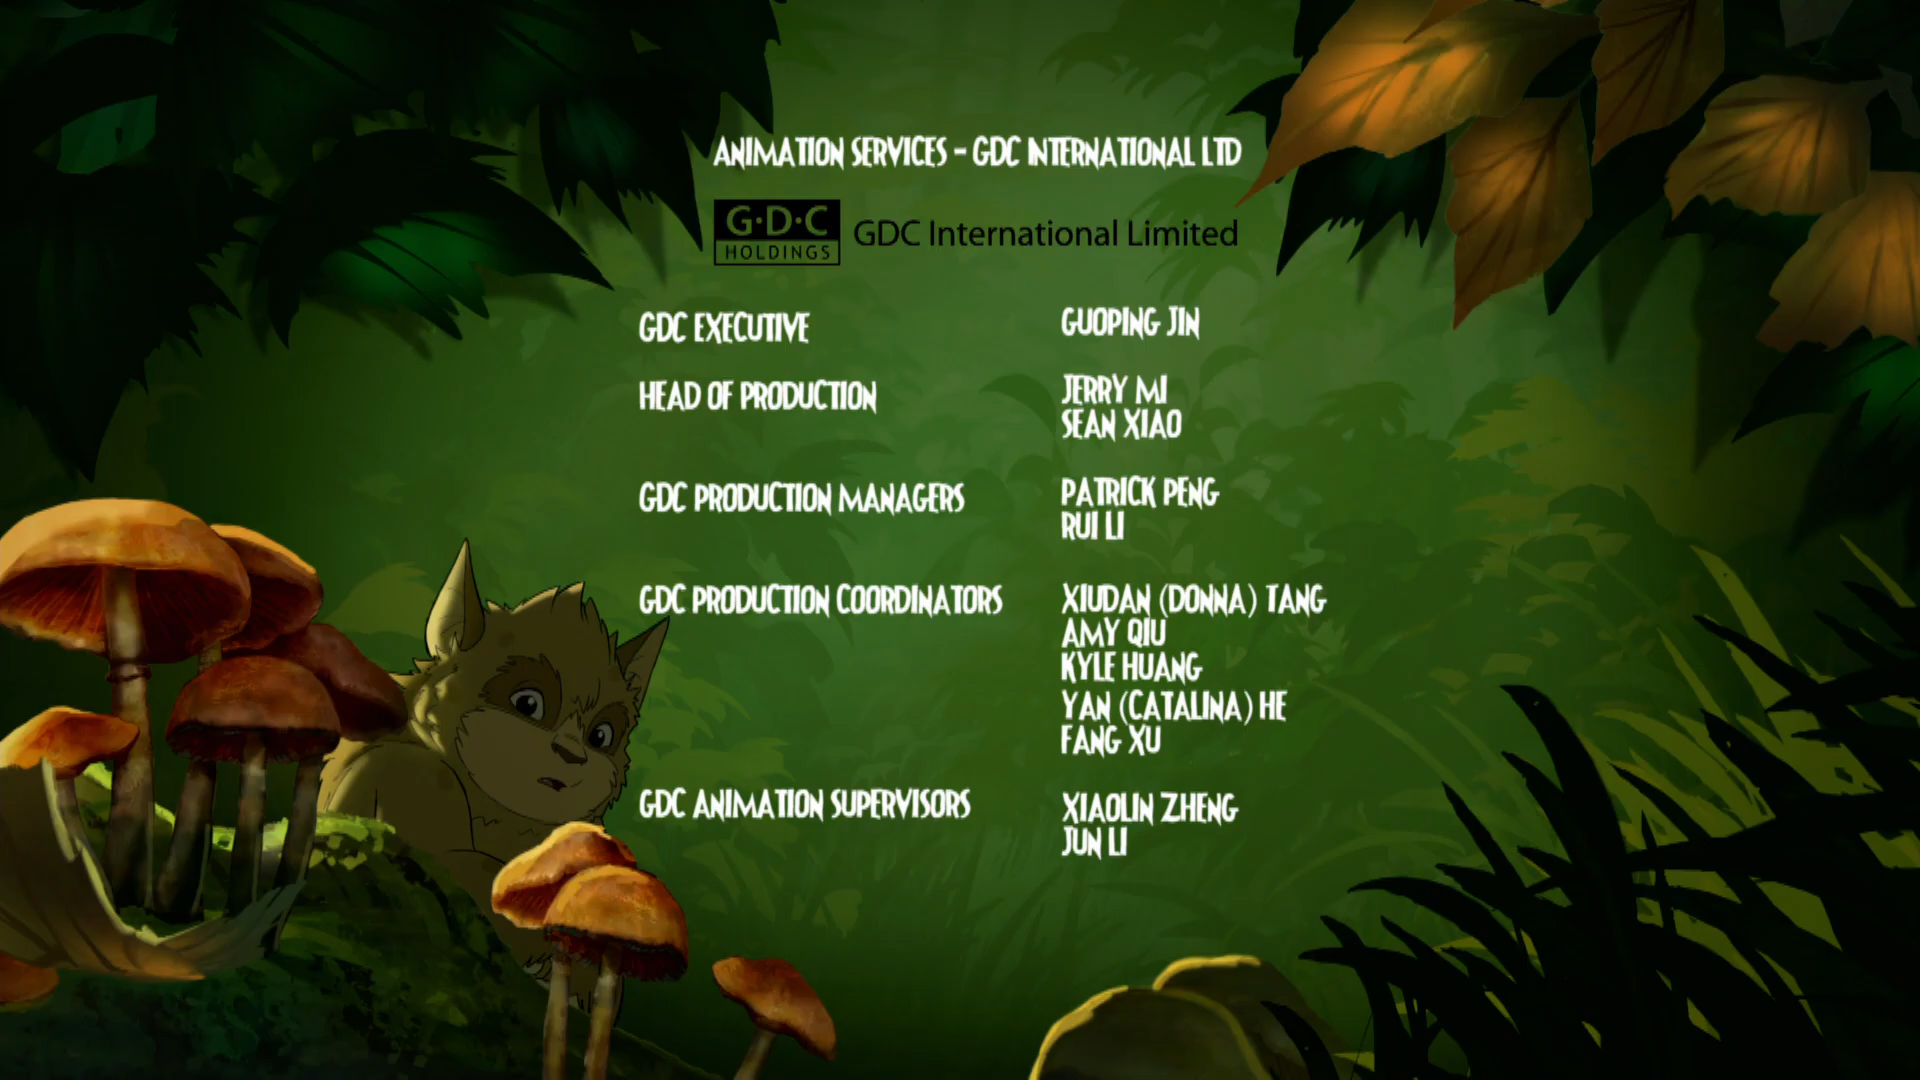 ANIMATION SERVICES - GDC INTERNATIONAL LTD
G·D·C HOLDINGS GDC International Limited
GDC EXECUTIVE GUOPING JIN
HEAD OF PRODUCTION JERRY MI
SEAN XIAO
GDC PRODUCTION MANAGERS PATRICK PENG
RUI LI
GDC PRODUCTION COORDINATORS XIUDAN (DONNA) TANG
AMY QIU
KYLE HUANG
YAN (CATALINA) HE
FANG XU
GDC ANIMATION SUPERVISORS XIAOLIN ZHENG
JUN LI